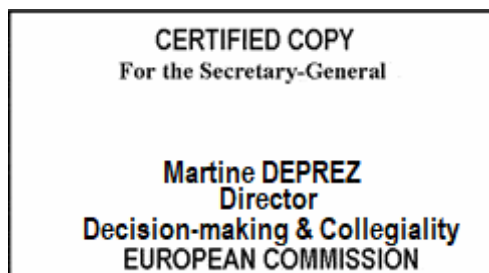 CERTIFIED COPY
For the Secretary-General
Martine DEPREZ
Director
Decision-making & Collegiality
EUROPEAN COMMISSION